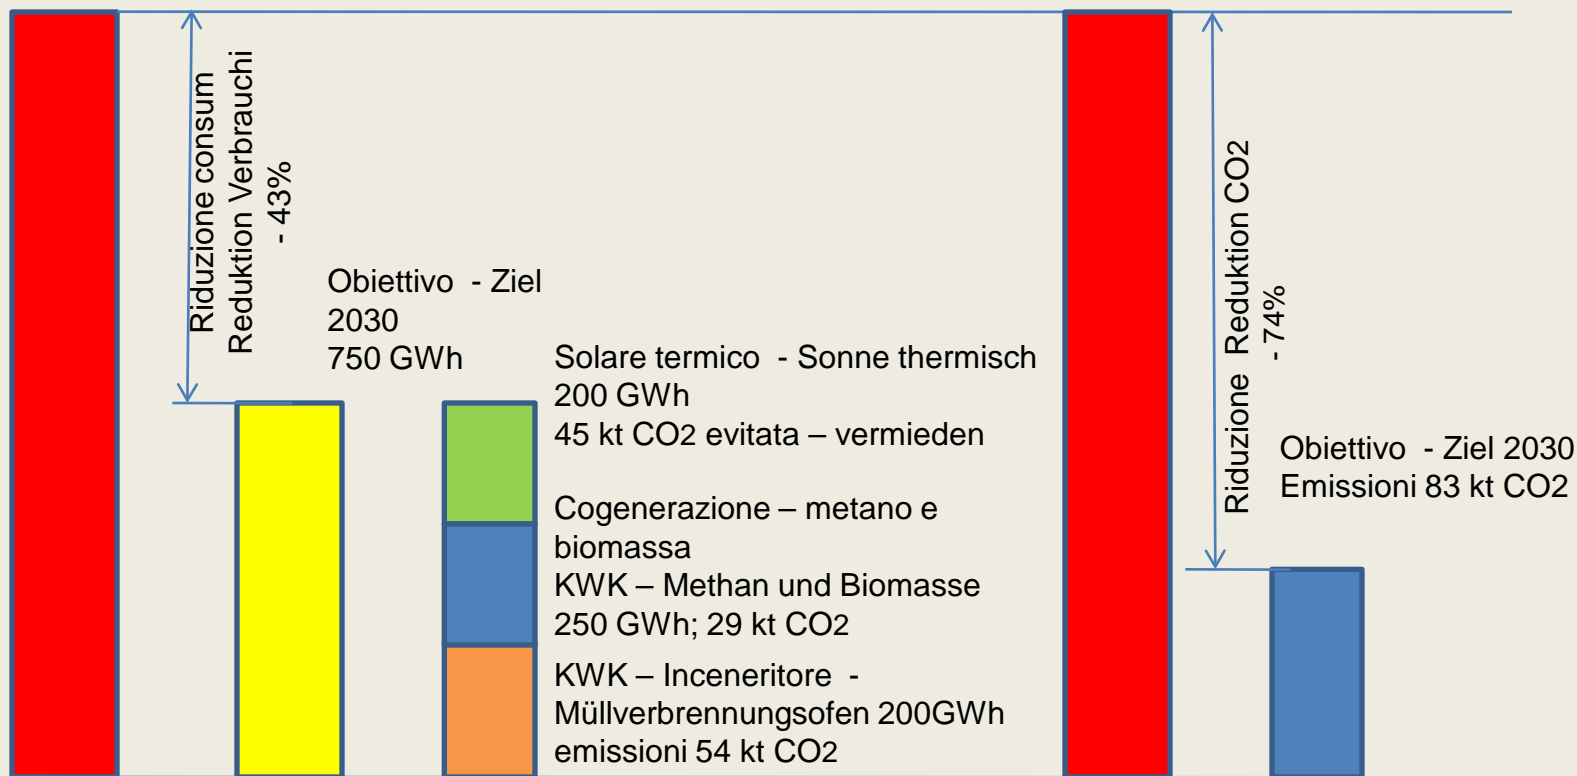 Riduzione consum
Reduktion Verbrauchi
- 43%
Obiettivo - Ziel
2030
750 GWh
Solare termico - Sonne thermisch
200 GWh
45 kt CO2 evitata – vermieden
Cogenerazione – metano e
biomassa
KWK – Methan und Biomasse
250 GWh; 29 kt CO2
KWK – Inceneritore -
Müllverbrennungsofen 200GWh
emissioni 54 kt CO2
Riduzione Reduktion CO2
- 74%
Obiettivo - Ziel 2030
Emissioni 83 kt CO2